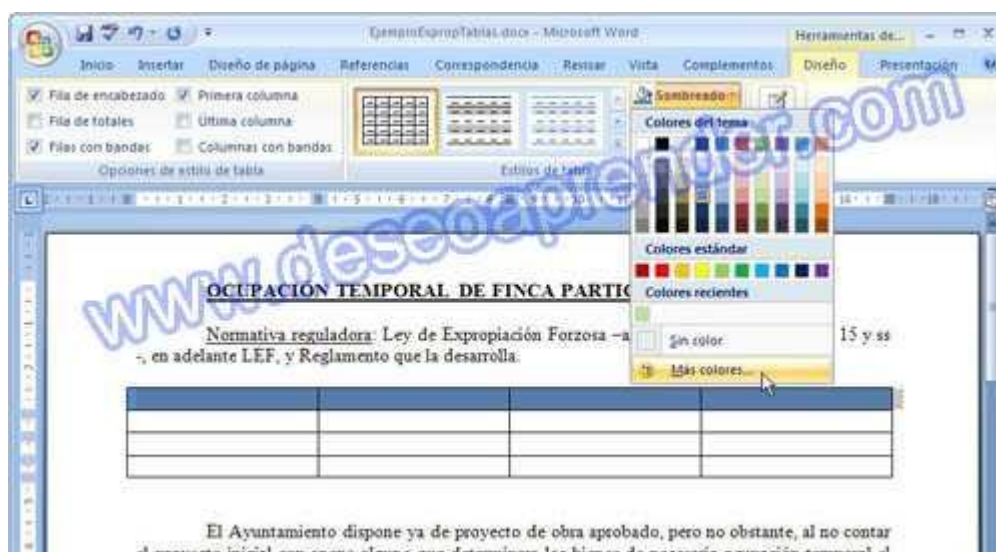 EjemploExpropTablas.docx - Microsoft Word
Herramientas de...
Inicio Insertar Diseño de página Referencias Correspondencia Revisar Vista Complementos Diseño Presentación
Fila de encabezado Primera columna
Fila de totales Última columna
Filas con bandas Columnas con bandas
Opciones de estilo de tabla
Estilos de tabla
Sombreado
Colores del tema
Colores estándar
Colores recientes
Sin color
Más colores...
www.deseoaprender.com
OCUPACIÓN TEMPORAL DE FINCA
Normativa reguladora: Ley de Expropiación Forzosa –a 15 y ss
-, en adelante LEF, y Reglamento que la desarrolla.
El Ayuntamiento dispone ya de proyecto de obra aprobado, pero no obstante, al no contar